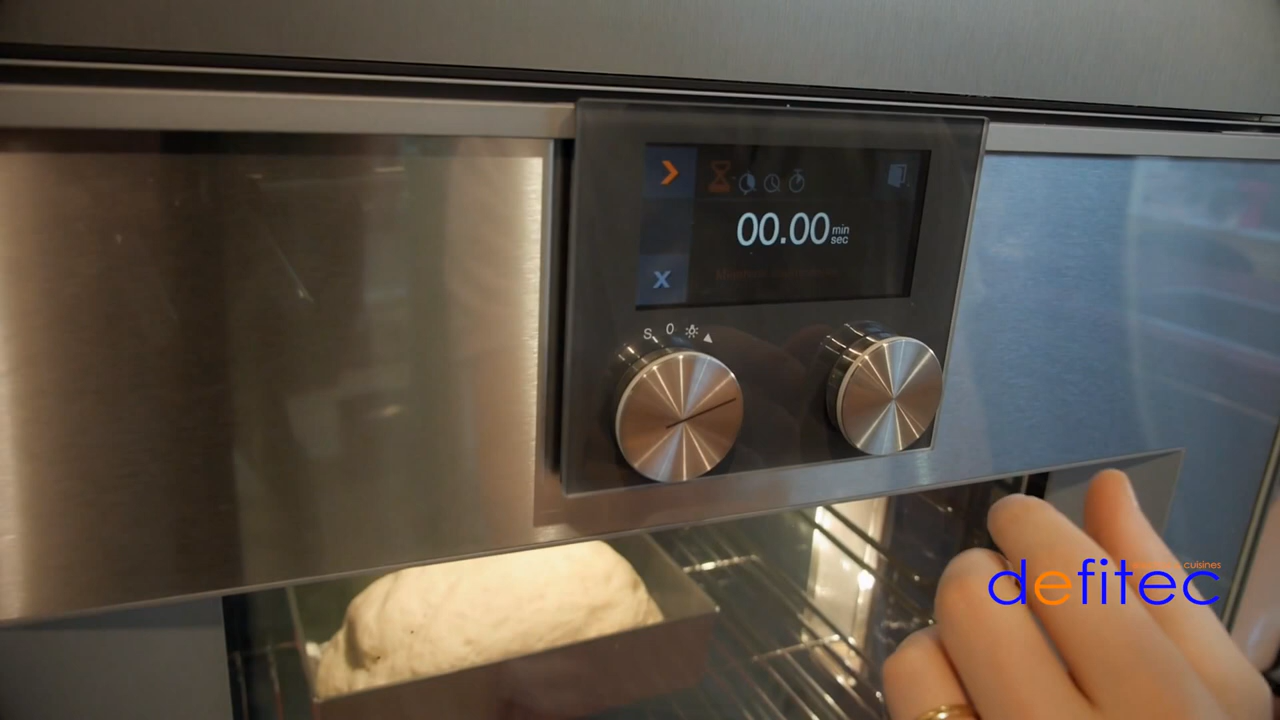 00.00 min
sec
X
S 0
cuisines
defitec